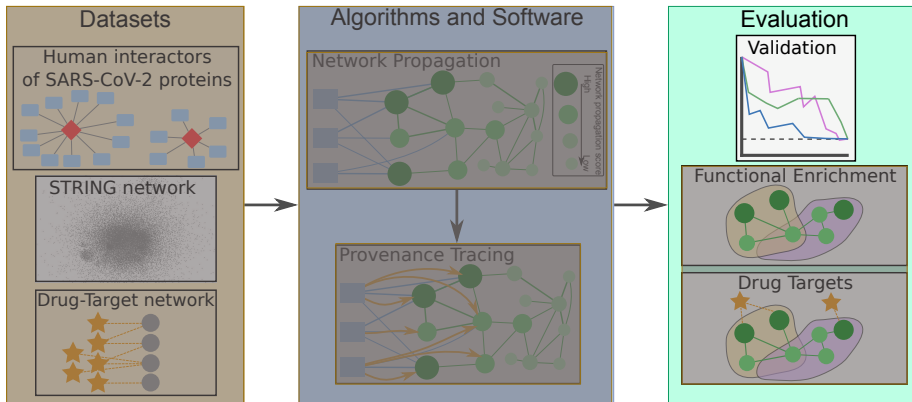 Datasets
Human interactors
of SARS-CoV-2 proteins
STRING network
Drug-Target network
Algorithms and Software
Network Propagation
Network propagation score
High
Low
Provenance Tracing
Evaluation
Validation
Functional Enrichment
Drug Targets